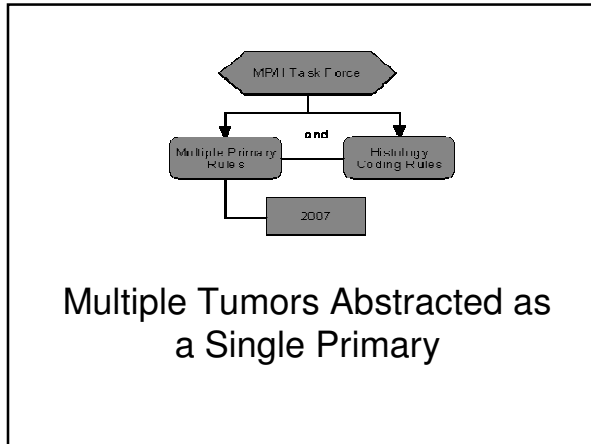 MP/H Task Force
and
Multiple Primary
Rules
Histology
Coding Rules
2007
Multiple Tumors Abstracted as
a Single Primary